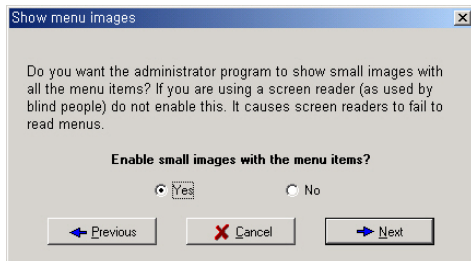 Show menu images
Do you want the administrator program to show small images with
all the menu items? If you are using a screen reader (as used by
blind people) do not enable this. It causes screen readers to fail to
read menus.
Enable small images with the menu items?
Yes No
Previous Cancel Next